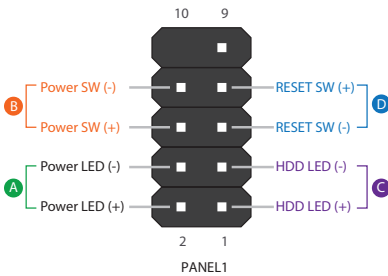 10 9
Power SW (-) RESET SW (+)
B D
Power SW (+) RESET SW (-)
Power LED (-) HDD LED (-)
A C
Power LED (+) HDD LED (+)
2 1
PANEL1